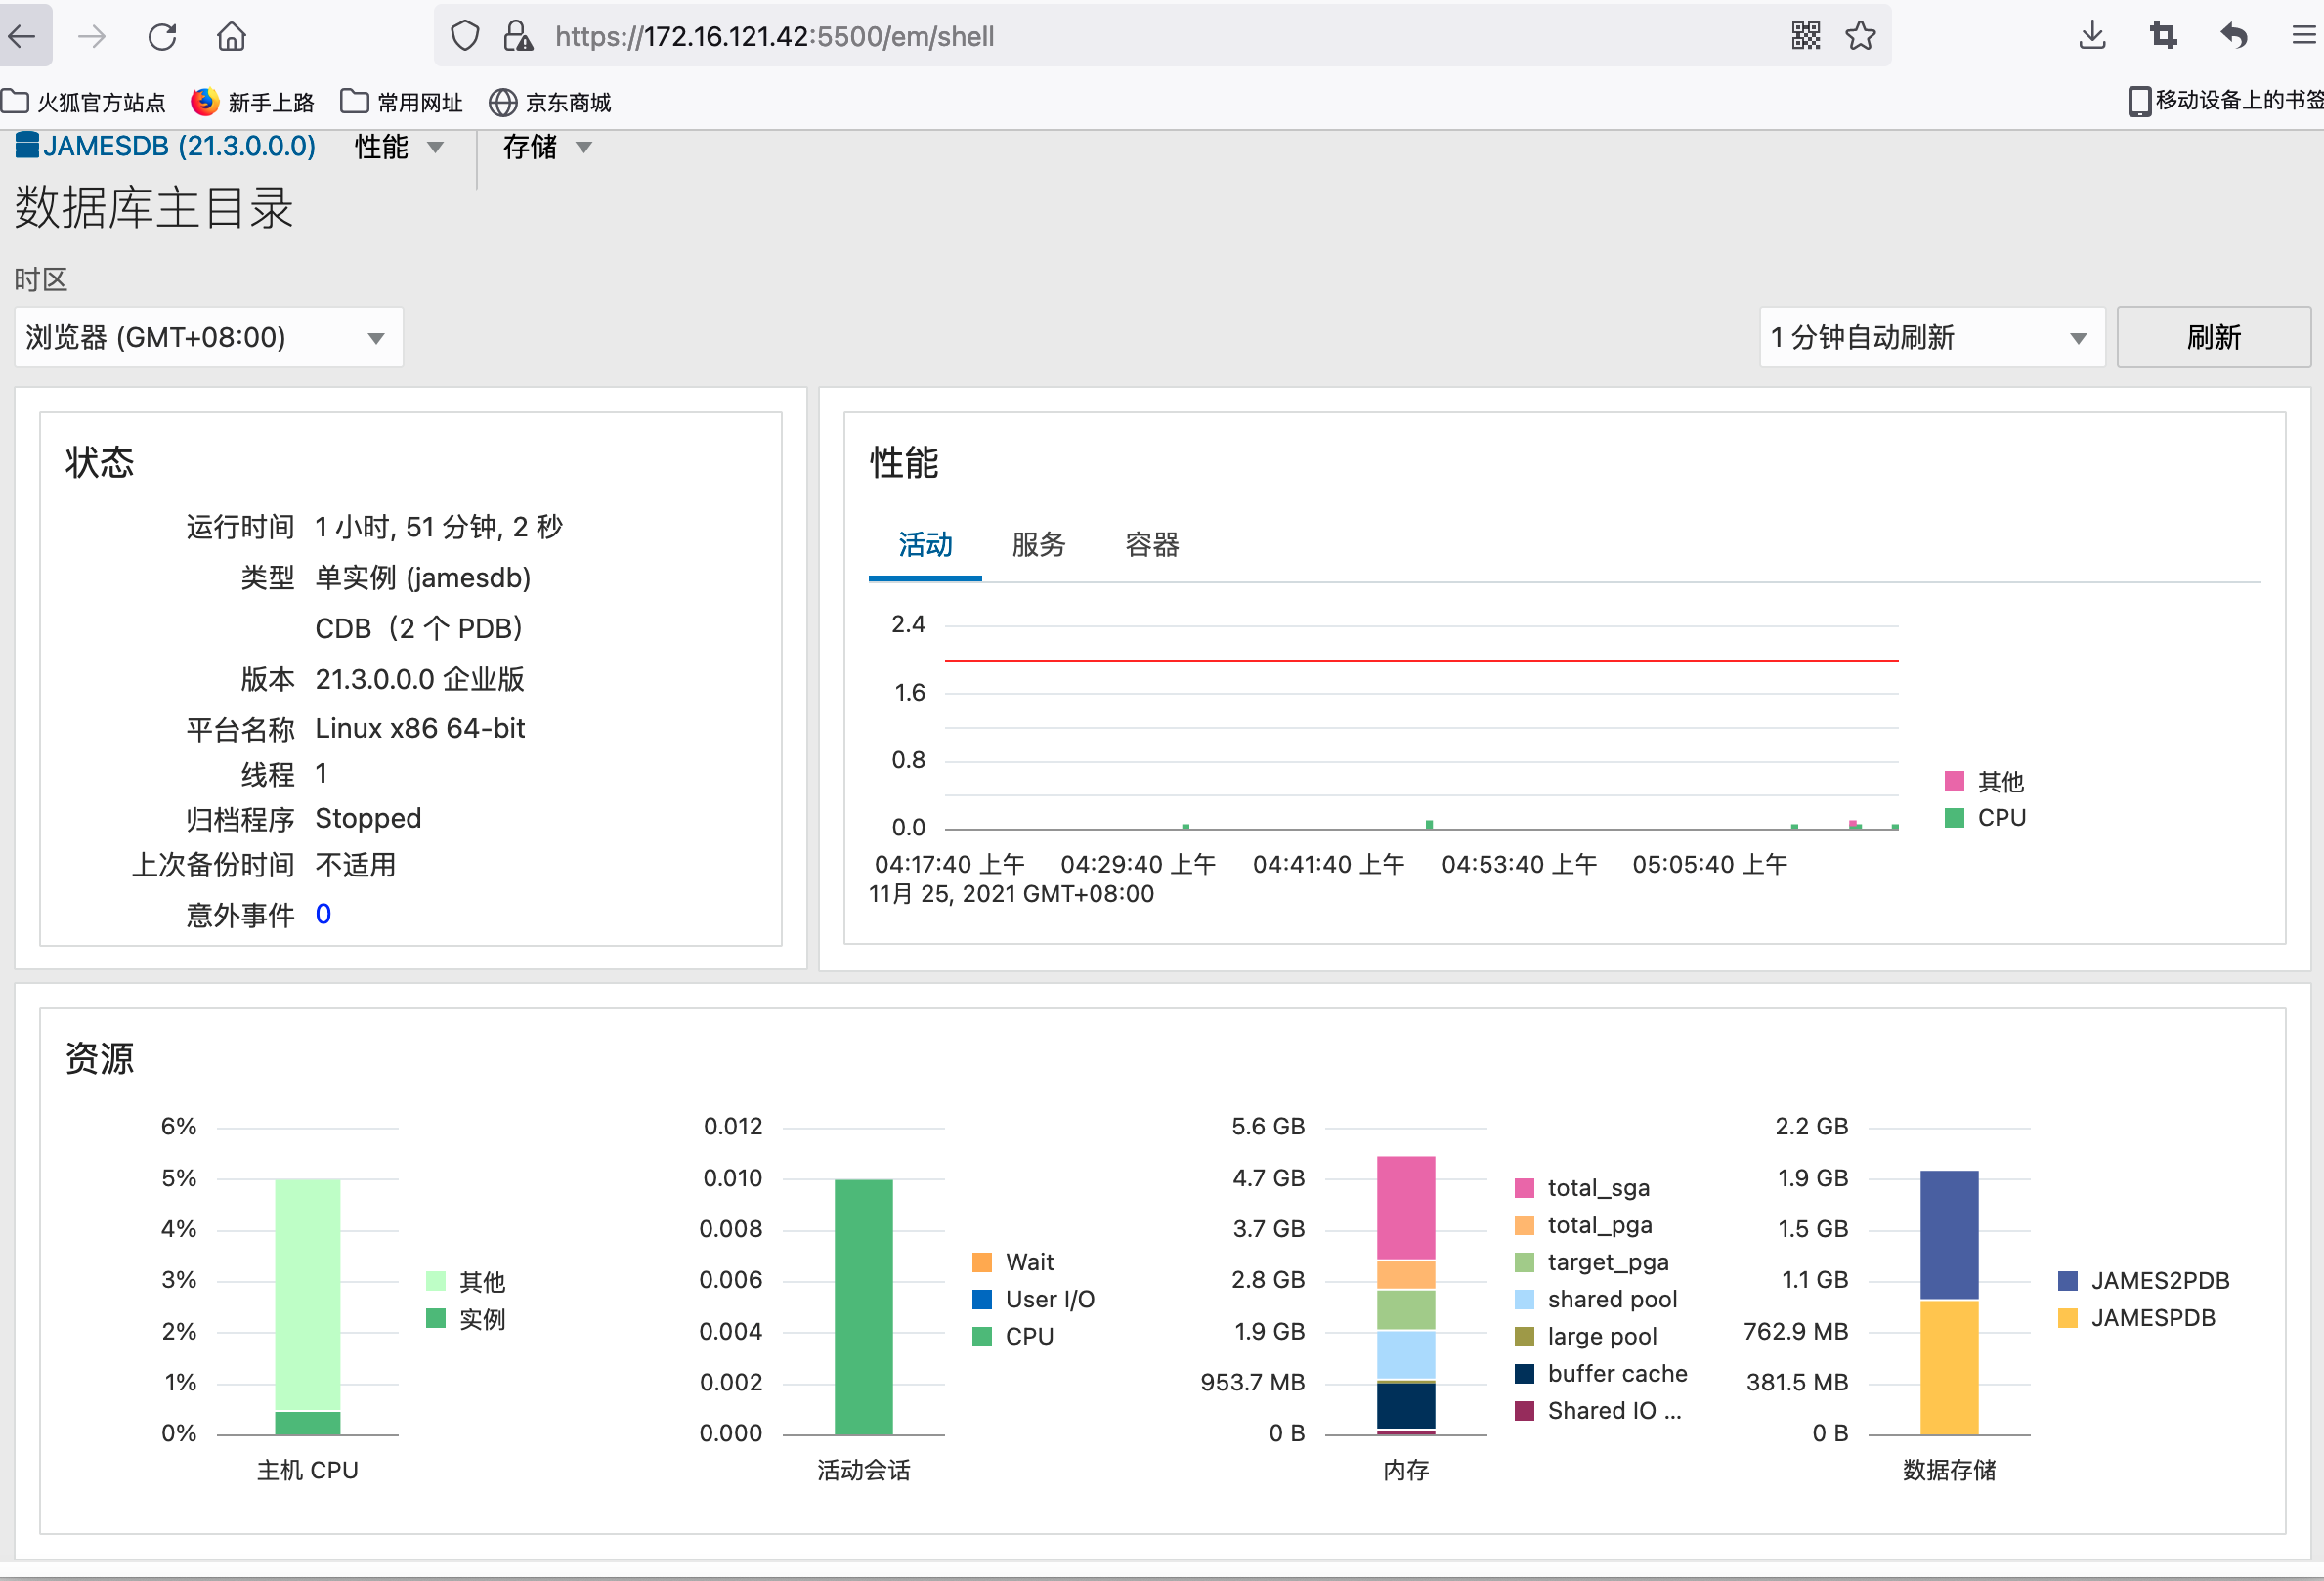 https://172.16.121.42:5500/em/shell
火狐官方站点 新手上路 常用网址 京东商城 移动设备上的书签
JAMESDB (21.3.0.0.0) 性能 存储
数据库主目录
时区
浏览器 (GMT+08:00) 1 分钟自动刷新 刷新
状态
运行时间 1 小时, 51 分钟, 2 秒
类型 单实例 (jamesdb)
CDB（2 个 PDB）
版本 21.3.0.0.0 企业版
平台名称 Linux x86 64-bit
线程 1
归档程序 Stopped
上次备份时间 不适用
意外事件 0
性能
活动 服务 容器
2.4
1.6
0.8
0.0
其他
CPU
04:17:40 上午 04:29:40 上午 04:41:40 上午 04:53:40 上午 05:05:40 上午
11月 25, 2021 GMT+08:00
资源
6%
5%
4%
3%
2%
1%
0%
其他
实例
主机 CPU
0.012
0.010
0.008
0.006
0.004
0.002
0.000
Wait
User I/O
CPU
活动会话
5.6 GB
4.7 GB
3.7 GB
2.8 GB
1.9 GB
953.7 MB
0 B
total_sga
total_pga
target_pga
shared pool
large pool
buffer cache
Shared IO ...
内存
2.2 GB
1.9 GB
1.5 GB
1.1 GB
762.9 MB
381.5 MB
0 B
JAMES2PDB
JAMESPDB
数据存储